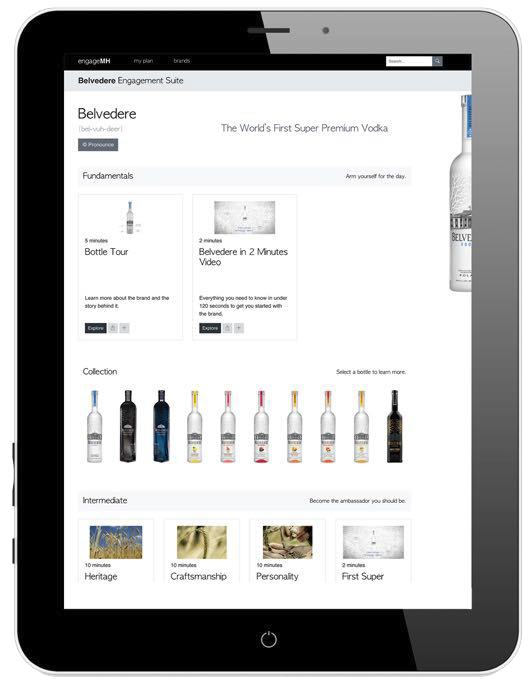 engageMH my plan brands Search...
Belvedere Engagement Suite
Belvedere
[bel-vuh-deer]
Pronounce
The World's First Super Premium Vodka
Fundamentals Arm yourself for the day.
5 minutes
Bottle Tour
Learn more about the brand and the
story behind it.
Explore
2 minutes
Belvedere in 2 Minutes
Video
Everything you need to know in under
120 seconds to get you started with
the brand.
Explore
Collection Select a bottle to learn more.
Intermediate Become the ambassador you should be.
10 minutes
Heritage
10 minutes
Craftsmanship
10 minutes
Personality
2 minutes
First Super